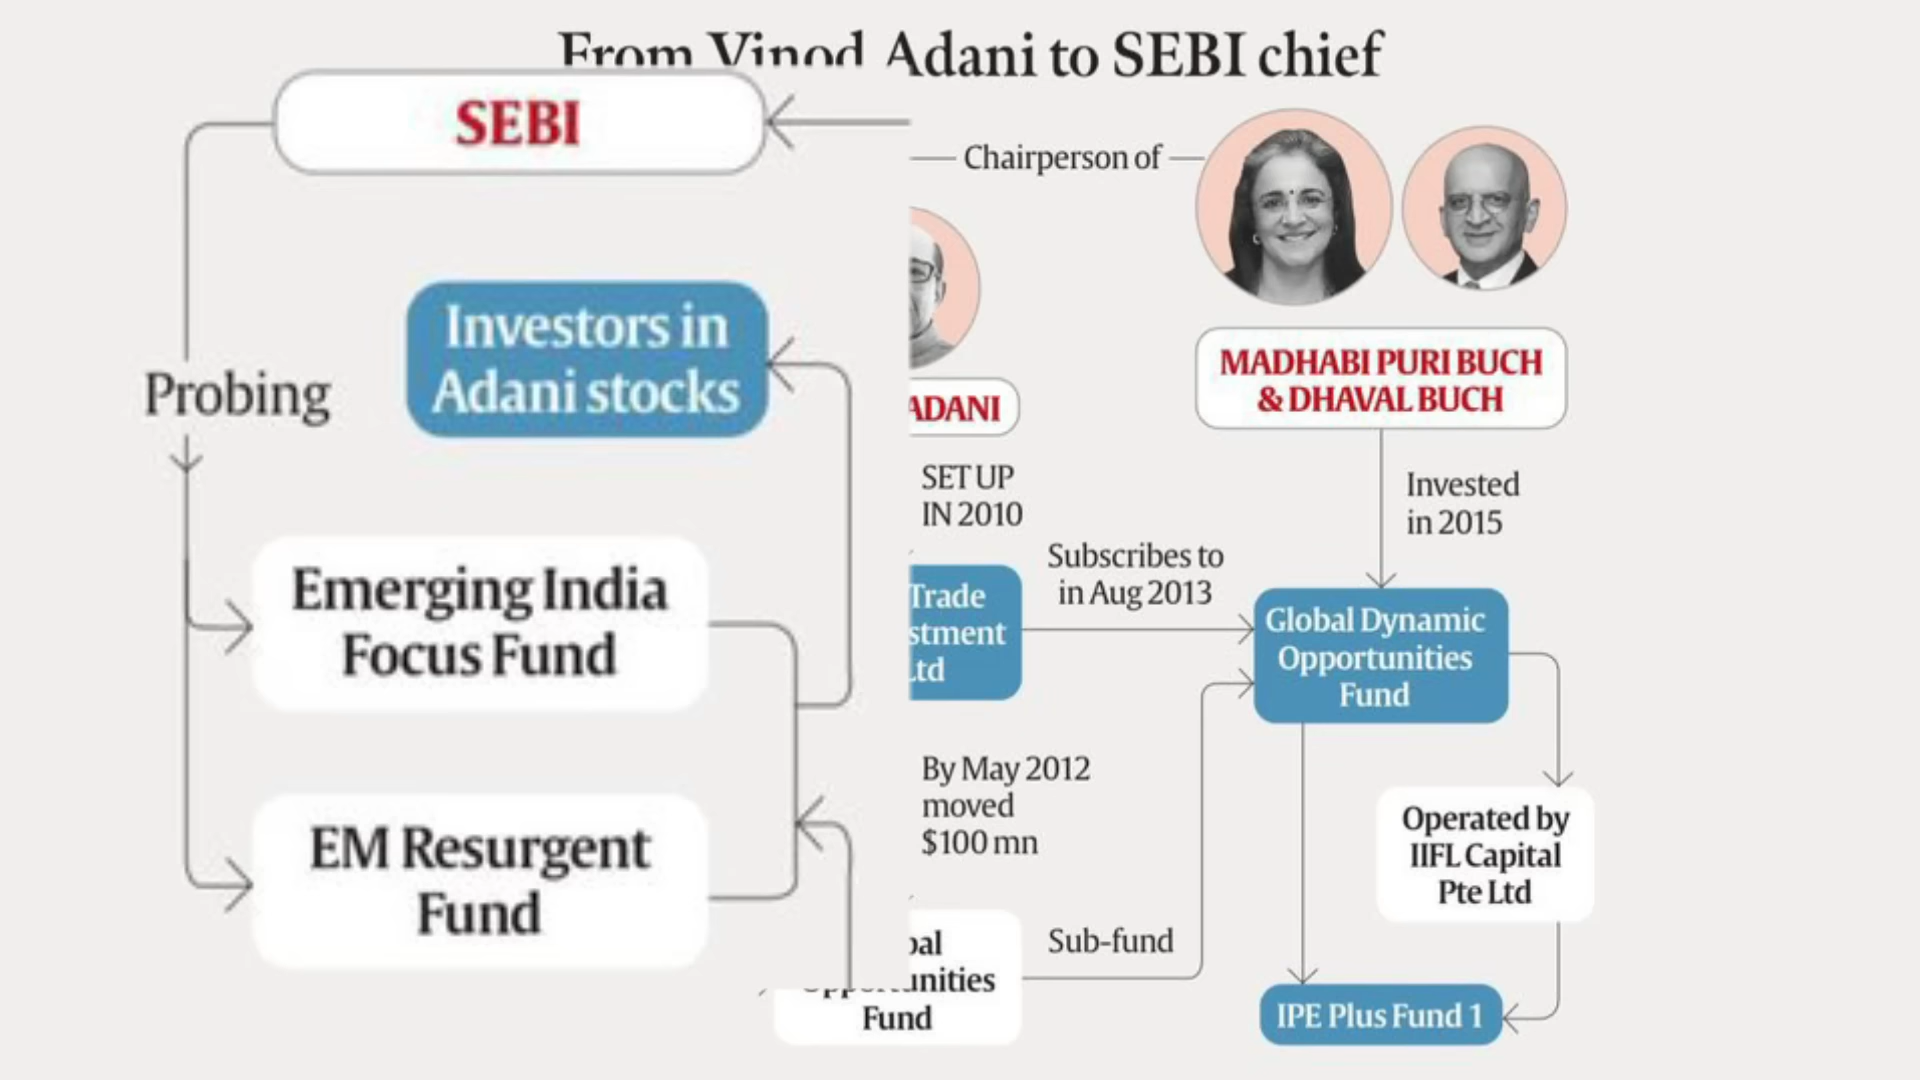 From Vinod Adani to SEBI chief
SEBI
Chairperson of
Investors in
Adani stocks
Probing
Emerging India
Focus Fund
EM Resurgent
Fund
ADANI
SET UP
IN 2010
Trade
stment
Ltd
By May 2012
moved
$100 mn
bal
unities
Fund
Subscribes to
in Aug 2013
Sub-fund
MADHABI PURI BUCH
& DHAVAL BUCH
Invested
in 2015
Global Dynamic
Opportunities
Fund
Operated by
IIFL Capital
Pte Ltd
IPE Plus Fund 1